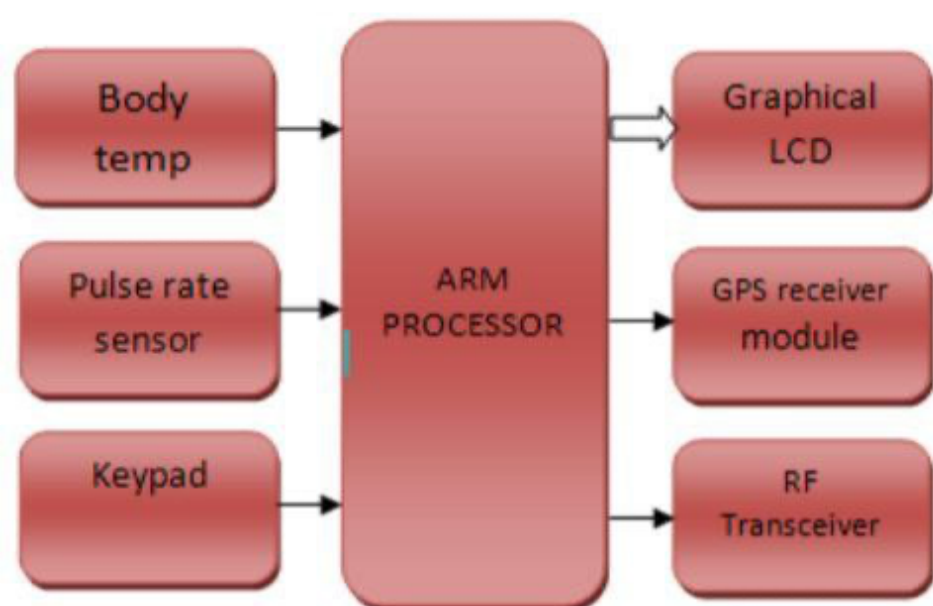 Body
temp
Pulse rate
sensor
Keypad
ARM
PROCESSOR
Graphical
LCD
GPS receiver
module
RF
Transceiver